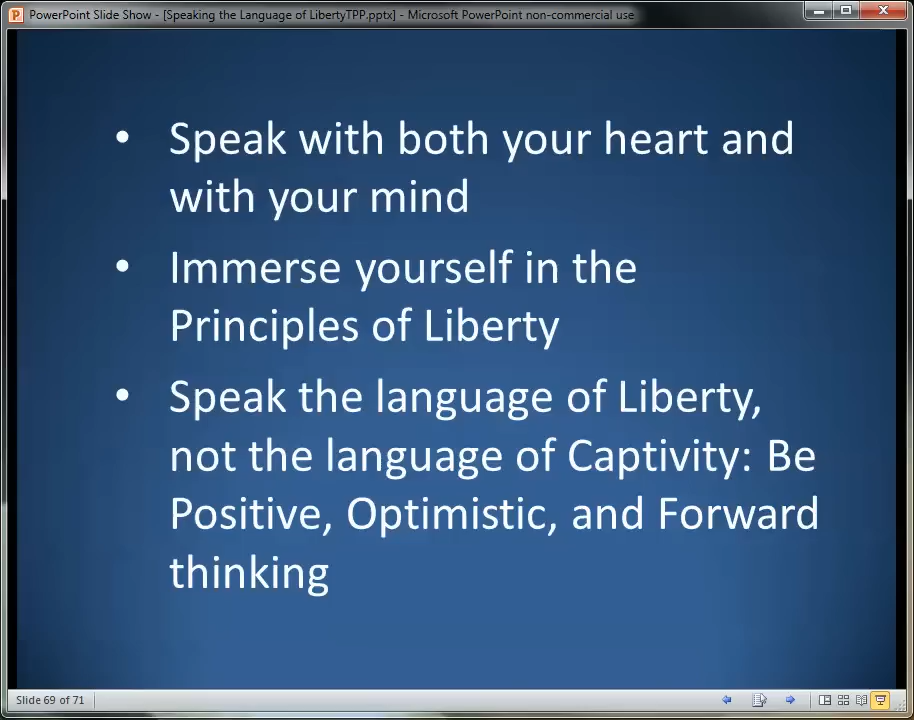 PowerPoint Slide Show - [Speaking the Language of LibertyTPP.pptx] - Microsoft PowerPoint non-commercial use
• Speak with both your heart and
with your mind
• Immerse yourself in the
Principles of Liberty
• Speak the language of Liberty,
not the language of Captivity: Be
Positive, Optimistic, and Forward
thinking
Slide 69 of 71